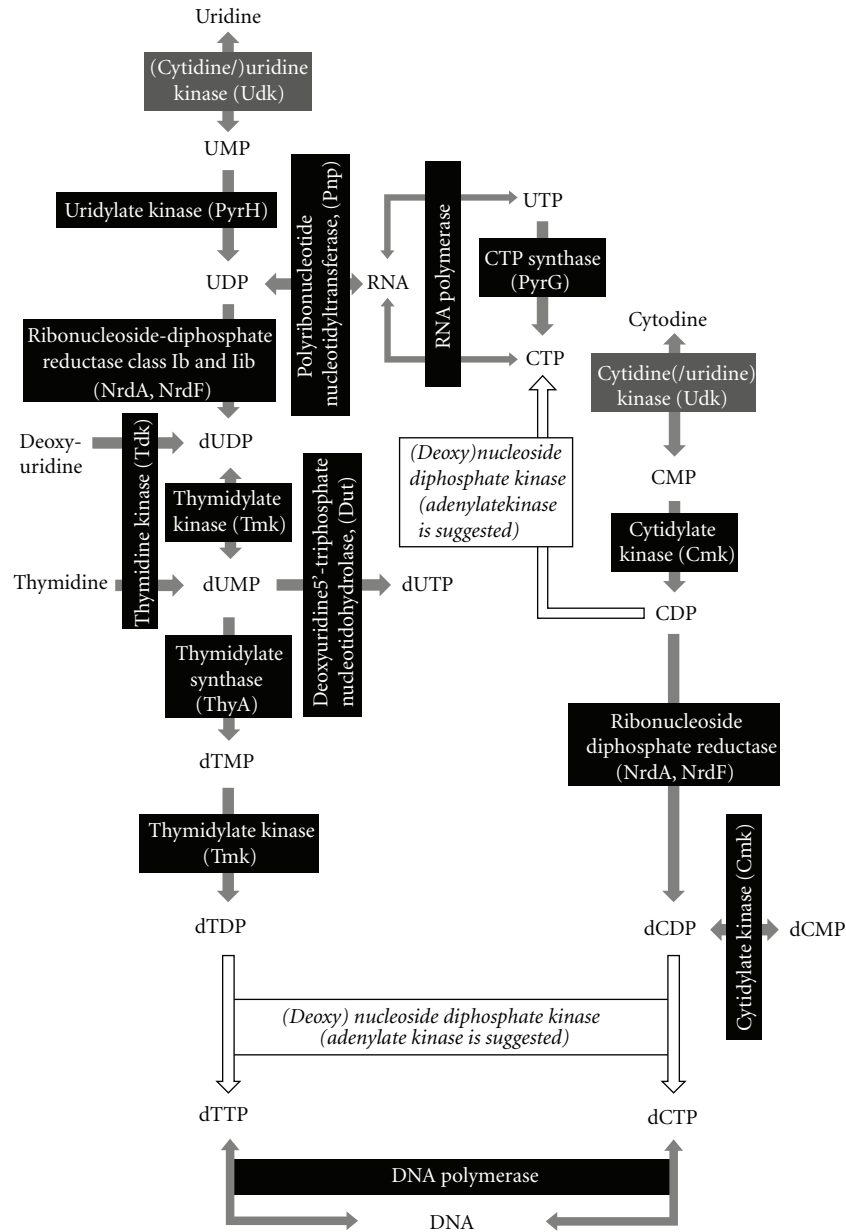 Uridine
(Cytidine/)uridine
kinase (Udk)
UMP
Uridylate kinase (PyrH)
UDP
Polyribonucleotide
nucleotidyltransferase, (Pnp)
RNA
RNA polymerase
UTP
CTP synthase
(PyrG)
CTP
Ribonucleoside-diphosphate
reductase class Ib and Iib
(NrdA, NrdF)
Cytodine
Cytidine(/uridine)
kinase (Udk)
CMP
Cytidylate
kinase (Cmk)
CDP
(Deoxy)nucleoside
diphosphate kinase
(adenylatekinase
is suggested)
Deoxy-
uridine
Thymidine kinase (Tdk)
dUDP
Thymidylate
kinase (Tmk)
Deoxyuridine5’-triphosphate
nucleotidohydrolase, (Dut)
Thymidine
dUMP
dUTP
Thymidylate
synthase
(ThyA)
dTMP
Thymidylate kinase
(Tmk)
dTDP
Ribonucleoside
diphosphate reductase
(NrdA, NrdF)
dCDP
Cytidylate kinase (Cmk)
dCMP
(Deoxy) nucleoside diphosphate kinase
(adenylate kinase is suggested)
dTTP
dCTP
DNA polymerase
DNA